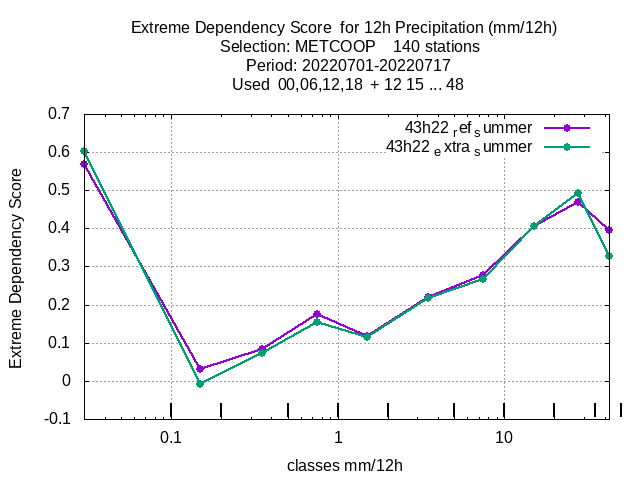 Extreme Dependency Score  for 12h Precipitation (mm/12h)
Selection: METCOOP    140 stations
Period: 20220701-20220717
Used  00,06,12,18  + 12 15 ... 48
0.7
0.6
0.5
0.4
0.3
0.2
0.1
0
-0.1
Extreme Dependency Score
43h22 ref summer
43h22 extra summer
0.1
1
10
classes mm/12h